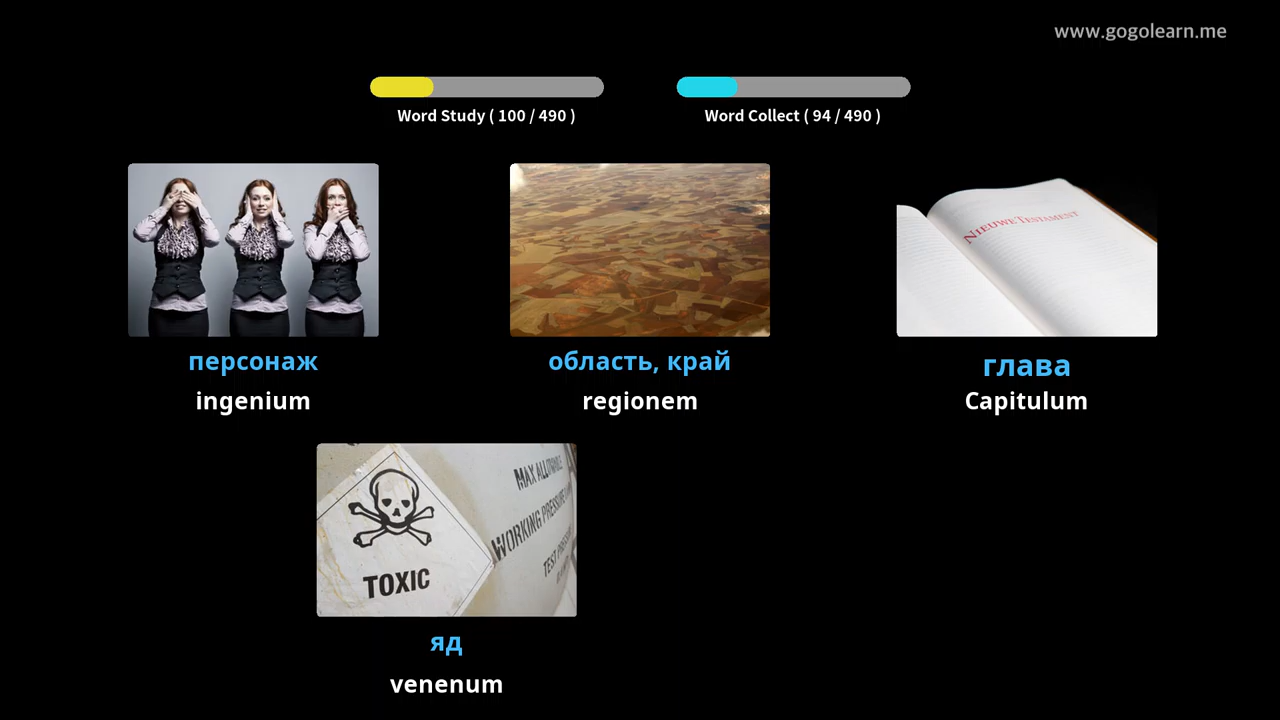 www.gogolearn.me
Word Study ( 100 / 490 )
Word Collect ( 94 / 490 )
NIEUWE TESTAMENT
персонаж
область, край
глава
ingenium
regionem
Capitulum
MAX ALLOWABLE
WORKING PRESSURE
TEST PRESSURE
TOXIC
яд
venenum